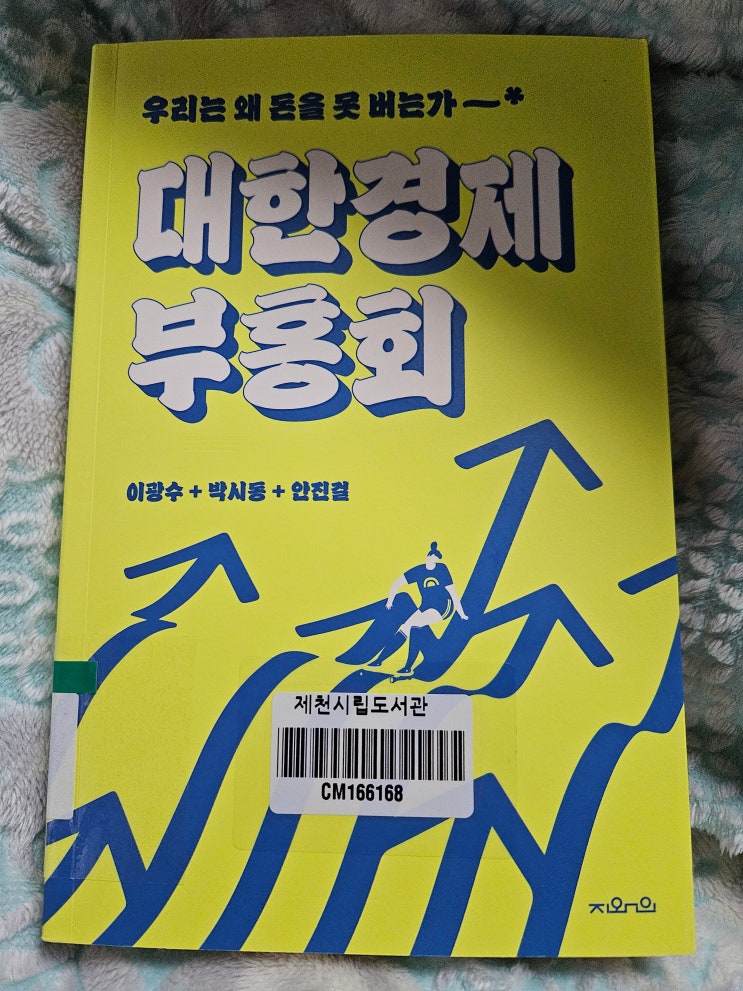 우리는 왜 돈을 못 버는가 —*
대한경제
부흥회
이광수 + 박시동 + 안진걸
제천시립도서관
CM166168
지와인